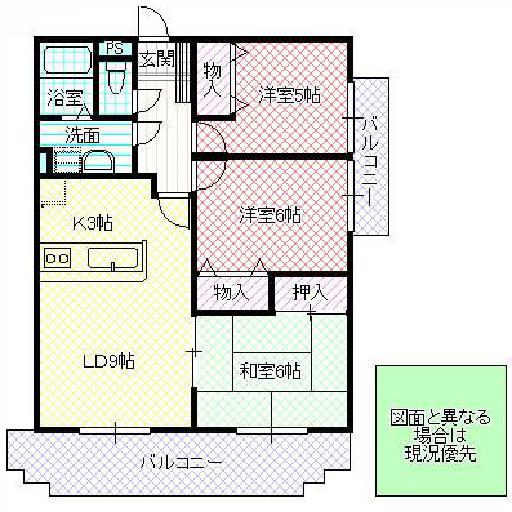 PS
玄関
物入
浴室
洋室5帖
洗面
バルコニー
K3帖
洋室6帖
物入
押入
LD9帖
和室6帖
バルコニー
図面と異なる
場合は
現況優先